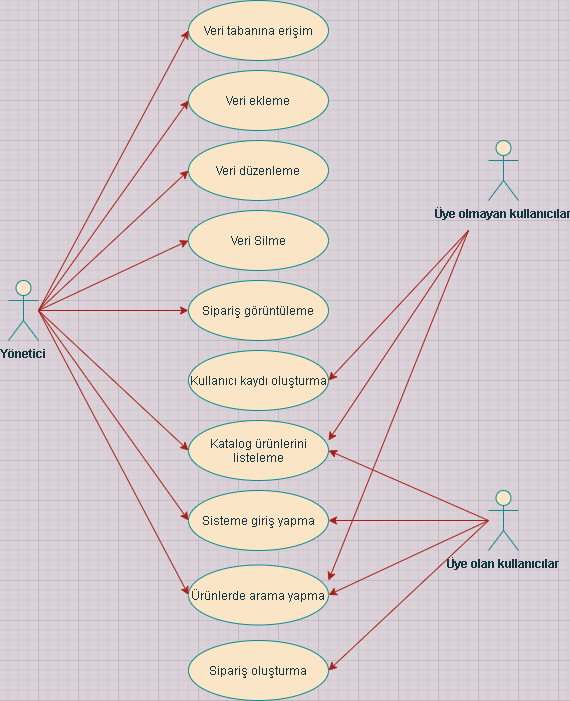 Veri tabanına erişim
Veri ekleme
Veri düzenleme
Üye olmayan kullanıcılar
Veri Silme
Sipariş görüntüleme
Yönetici
Kullanıcı kaydı oluşturma
Katalog ürünlerini
listeleme
Sisteme giriş yapma
Üye olan kullanıcılar
Ürünlerde arama yapma
Sipariş oluşturma